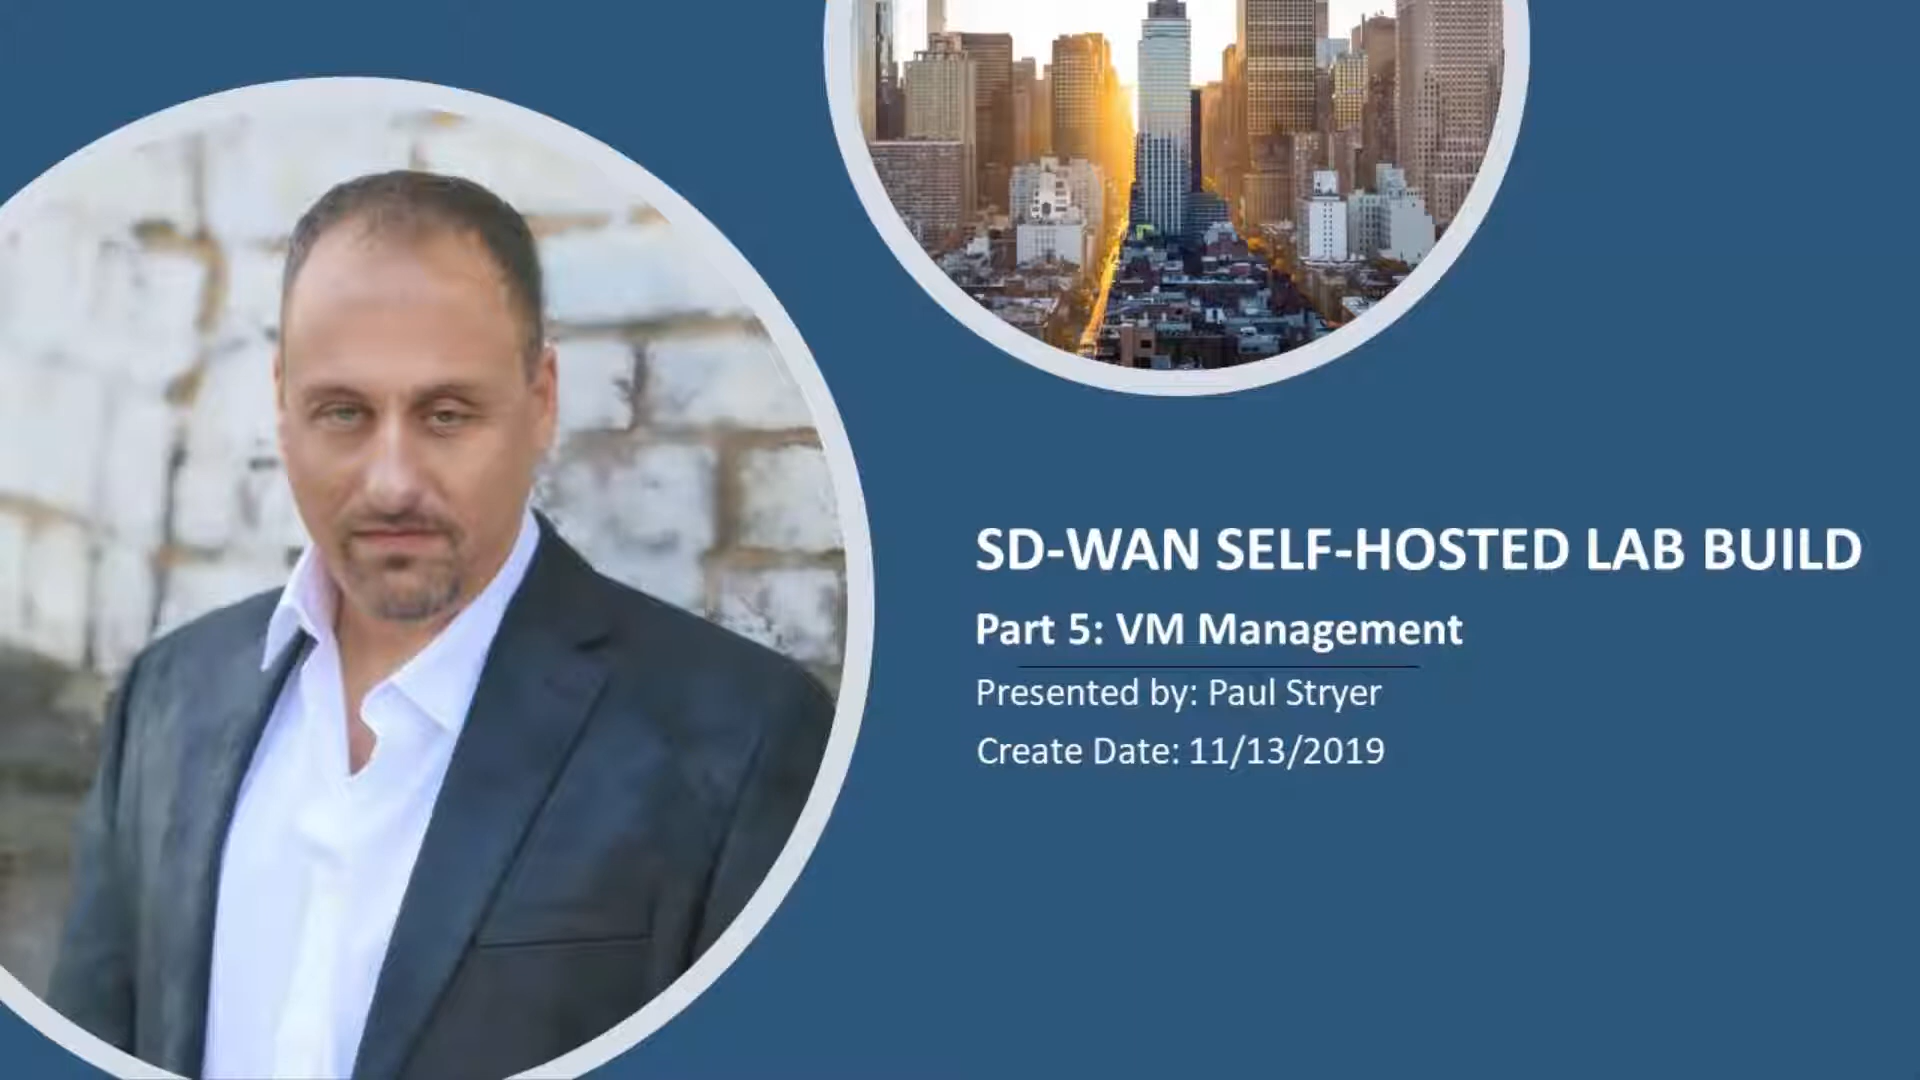 SD-WAN SELF-HOSTED LAB BUILD
Part 5: VM Management
Presented by: Paul Stryer
Create Date: 11/13/2019